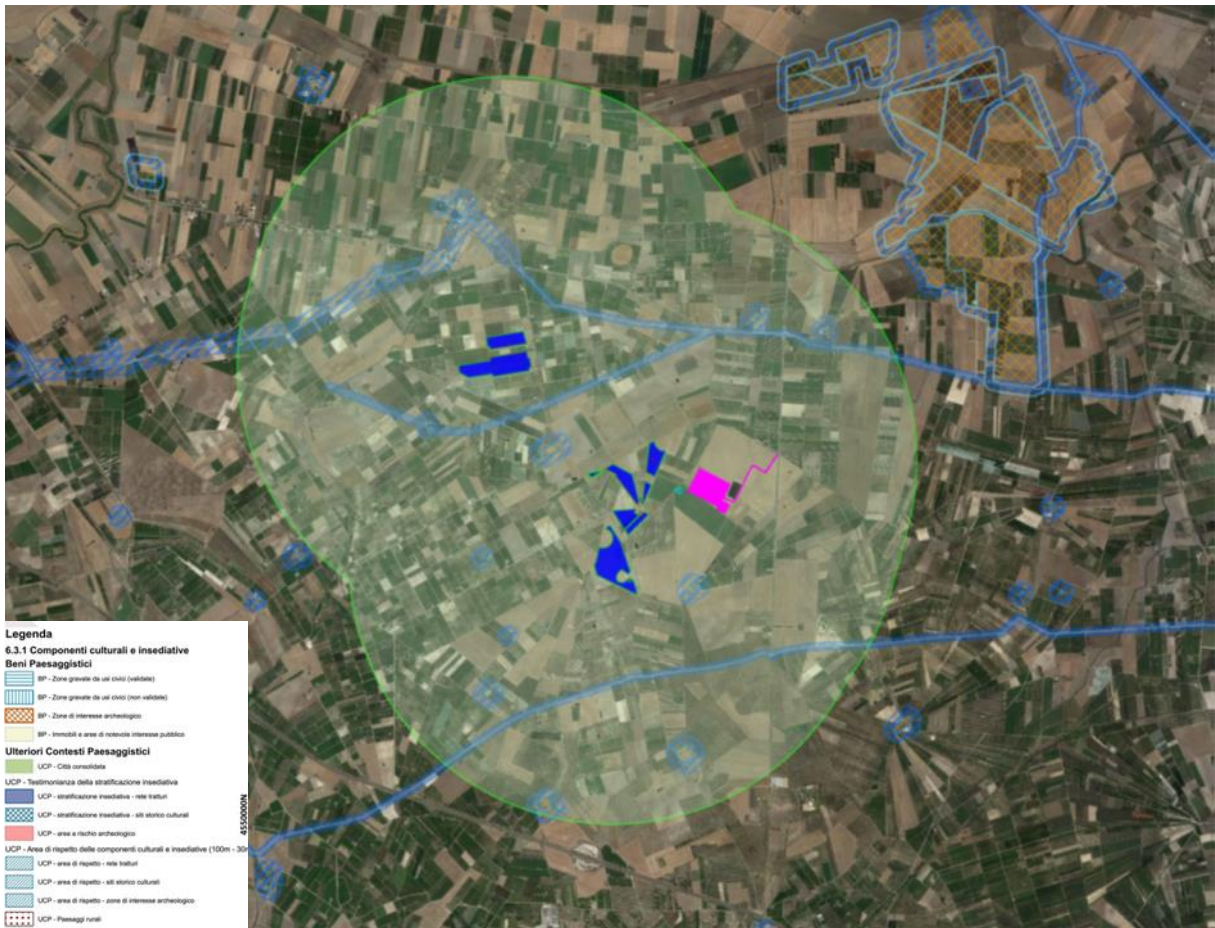 Legenda
6.3.1 Componenti culturali e insediative
Beni Paesaggistici
BP - Zone gravate da usi civici (validate)
BP - Zone gravate da usi civici (non validate)
BP - Zone di interesse archeologico
BP - Immobili e aree di notevole interesse pubblico
Ulteriori Contesti Paesaggistici
UCP - Città consolidata
UCP - Testimonianza della stratificazione insediativa
UCP - stratificazione insediativa - rete tratturi
UCP - stratificazione insediativa - siti storico culturali
UCP - aree a rischio archeologico
UCP - Area di rispetto delle componenti culturali e insediative (100m - 30
UCP - area di rispetto - rete tratturi
UCP - area di rispetto - siti storico culturali
UCP - area di rispetto - zone di interesse archeologico
UCP - Paesaggi rurali
4550000N